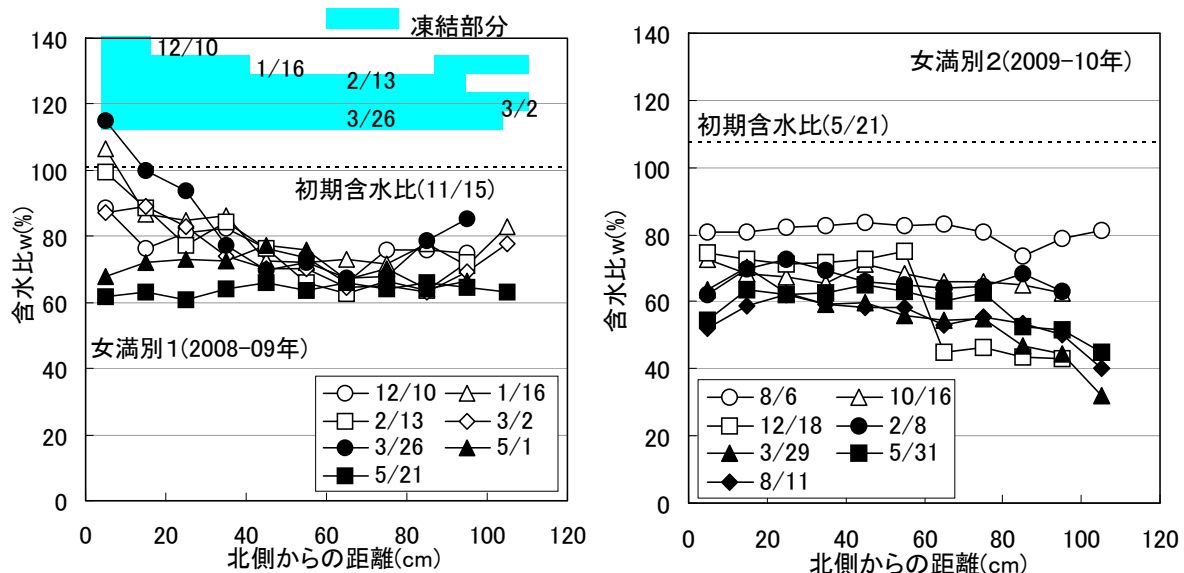 凍結部分
140
120
100
80
60
40
20
0
含水比w(%)
12/10
1/16
2/13
3/2
3/26
初期含水比(11/15)
女満別1(2008-09年)
12/10 1/16
2/13 3/2
3/26 5/1
5/21
0 20 40 60 80 100 120
北側からの距離(cm)
140
120
100
80
60
40
20
0
含水比w(%)
女満別2(2009-10年)
初期含水比(5/21)
8/6 10/16
12/18 2/8
3/29 5/31
8/11
0 20 40 60 80 100 120
北側からの距離(cm)